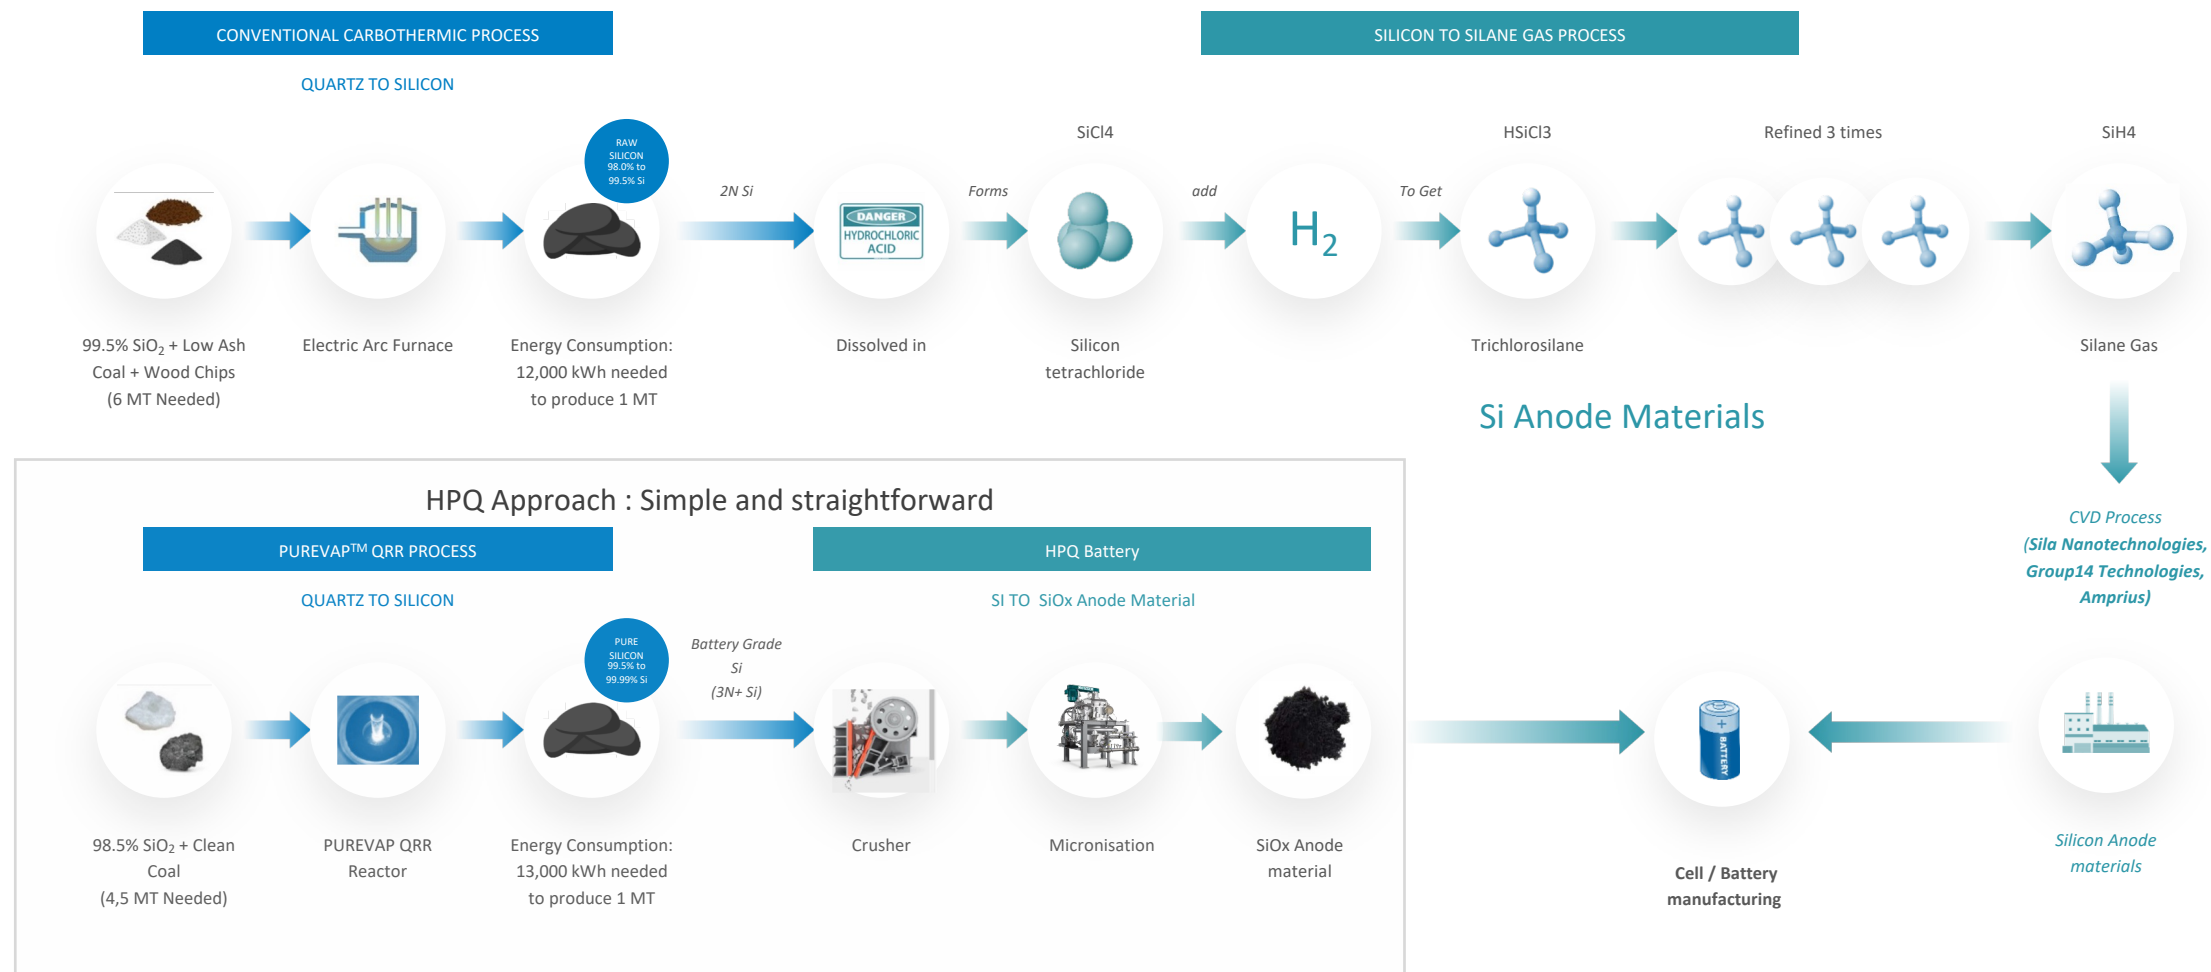 CONVENTIONAL CARBOTHERMIC PROCESS
SILICON TO SILANE GAS PROCESS
QUARTZ TO SILICON
RAW
SILICON
98.0% to
99.5% Si
2N Si
Forms
SiCl4
add
To Get
HSiCl3
Refined 3 times
SiH4
DANGER
HYDROCHLORIC
ACID
H2
99.5% SiO2 + Low Ash
Coal + Wood Chips
(6 MT Needed)
Electric Arc Furnace
Energy Consumption:
12,000 kWh needed
to produce 1 MT
Dissolved in
Silicon
tetrachloride
Trichlorosilane
Silane Gas
Si Anode Materials
CVD Process
(Sila Nanotechnologies,
Group14 Technologies,
Amprius)
HPQ Approach : Simple and straightforward
PUREVAP™ QRR PROCESS
HPQ Battery
QUARTZ TO SILICON
SI TO SiOx Anode Material
PURE
SILICON
99.5% to
99.99% Si
Battery Grade
Si
(3N+ Si)
+
BATTERY
98.5% SiO2 + Clean
Coal
(4,5 MT Needed)
PUREVAP QRR
Reactor
Energy Consumption:
13,000 kWh needed
to produce 1 MT
Crusher
Micronisation
SiOx Anode
material
Cell / Battery
manufacturing
Silicon Anode
materials